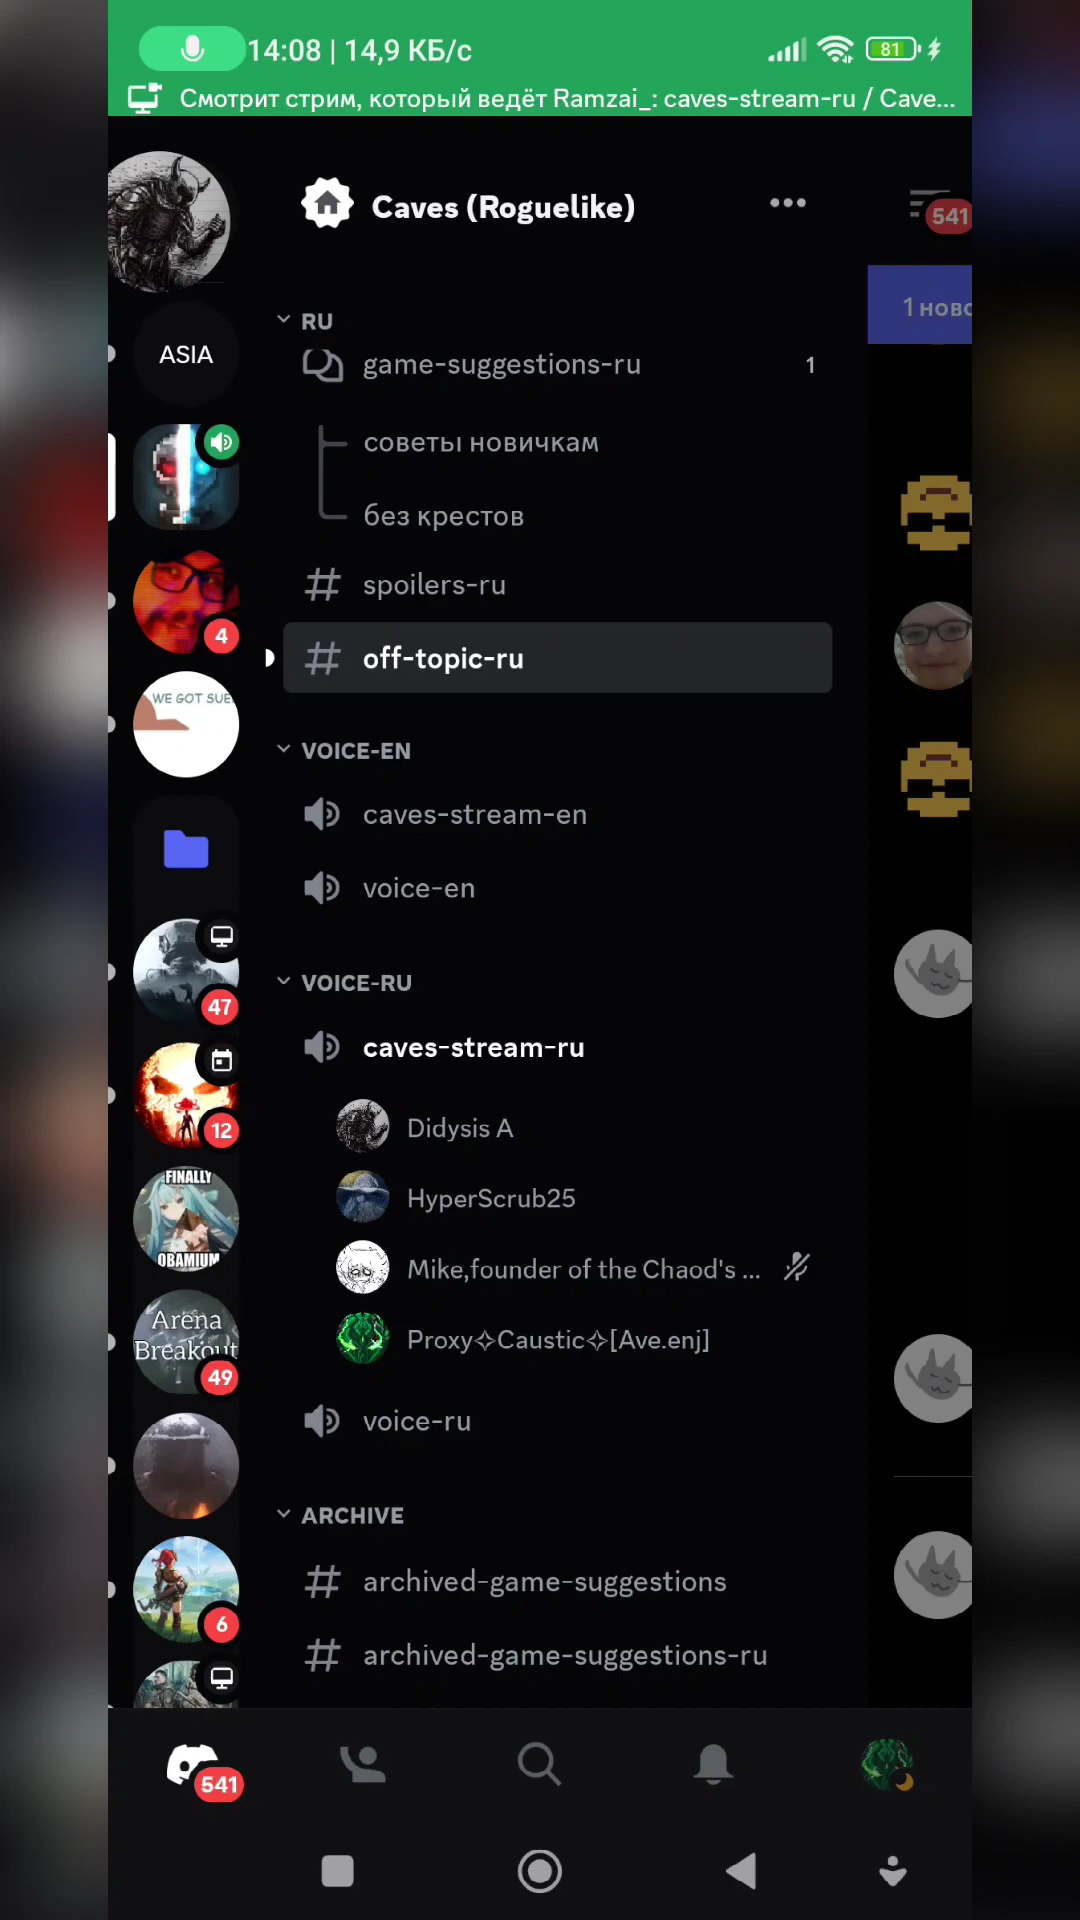 14:08 | 14,9 КБ/с
81
Смотрит стрим, который ведёт Ramzai_: caves-stream-ru / Cave...
Caves (Roguelike)
541
1 ново
RU
ASIA
game-suggestions-ru 1
советы новичкам
без крестов
spoilers-ru
4
off-topic-ru
WE GOT SUE
VOICE-EN
caves-stream-en
voice-en
VOICE-RU
47
caves-stream-ru
12
Didysis A
FINALLY
HyperScrub25
OBAMIUM
Mike,founder of the Chaod's ...
Arena
Breakout
Proxy✧Caustic✧[Ave.enj]
49
voice-ru
ARCHIVE
archived-game-suggestions
6
archived-game-suggestions-ru
541